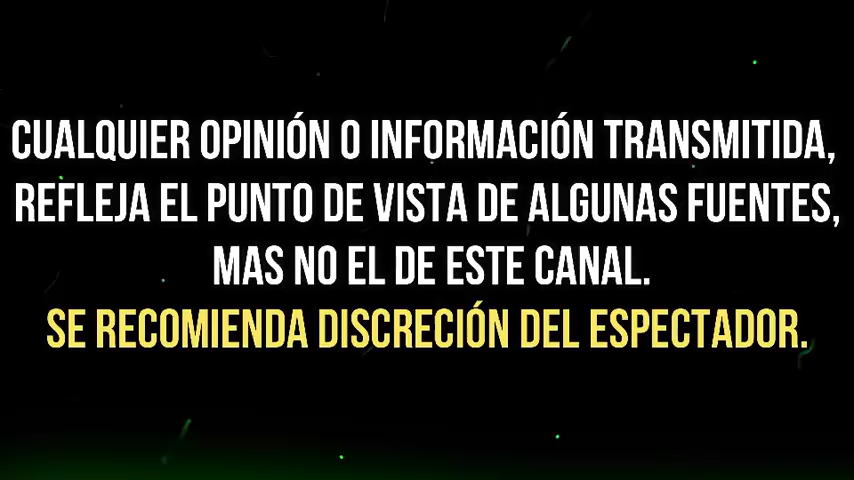 CUALQUIER OPINIÓN O INFORMACIÓN TRANSMITIDA,
REFLEJA EL PUNTO DE VISTA DE ALGUNAS FUENTES,
MAS NO EL DE ESTE CANAL.
SE RECOMIENDA DISCRECIÓN DEL ESPECTADOR.